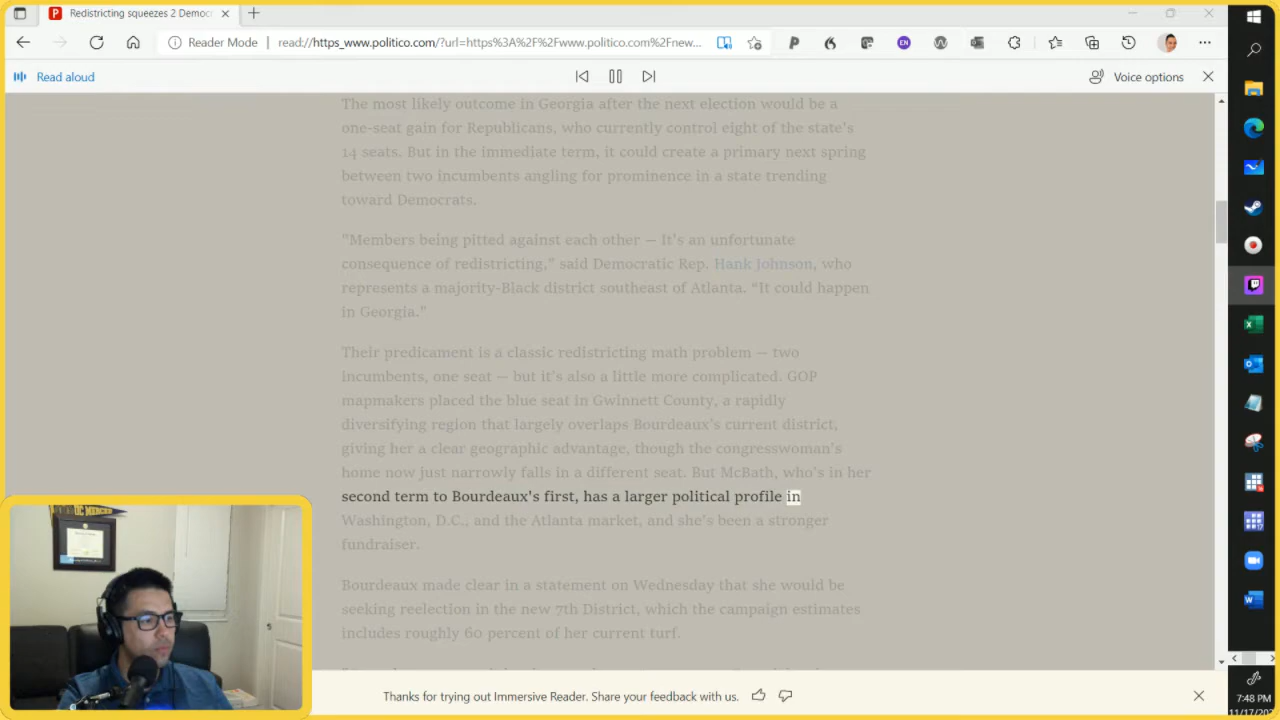 Redistricting squeezes 2 Democ
Reader Mode
read://https_www.politico.com/?url=https%3A%2F%2Fwww.politico.com%2Fnew...
EN
Read aloud
Voice options
The most likely outcome in Georgia after the next election would be a
one-seat gain for Republicans, who currently control eight of the state's
14 seats. But in the immediate term, it could create a primary next spring
between two incumbents angling for prominence in a state trending
toward Democrats.
"Members being pitted against each other — It's an unfortunate
consequence of redistricting," said Democratic Rep. Hank Johnson, who
represents a majority-Black district southeast of Atlanta. "It could happen
in Georgia."
Their predicament is a classic redistricting math problem — two
incumbents, one seat — but it's also a little more complicated. GOP
mapmakers placed the blue seat in Gwinnett County, a rapidly
diversifying region that largely overlaps Bourdeaux's current district,
giving her a clear geographic advantage, though the congresswoman's
home now just narrowly falls in a different seat. But McBath, who's in her
second term to Bourdeaux's first, has a larger political profile in
Washington, D.C., and the Atlanta market, and she's been a stronger
fundraiser.
Bourdeaux made clear in a statement on Wednesday that she would be
seeking reelection in the new 7th District, which the campaign estimates
includes roughly 60 percent of her current turf.
Thanks for trying out Immersive Reader. Share your feedback with us.
UC MERCED
7:48 PM
11/17/202